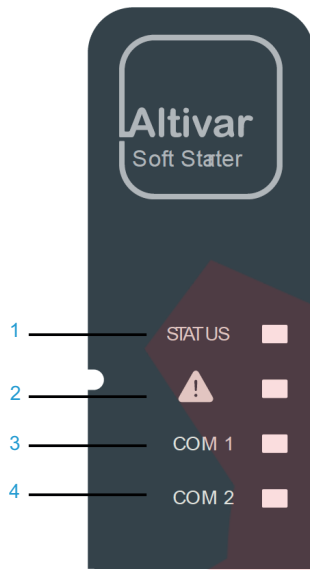 Altivar
Soft Stater
1 STATUS
2 !
3 COM 1
4 COM 2